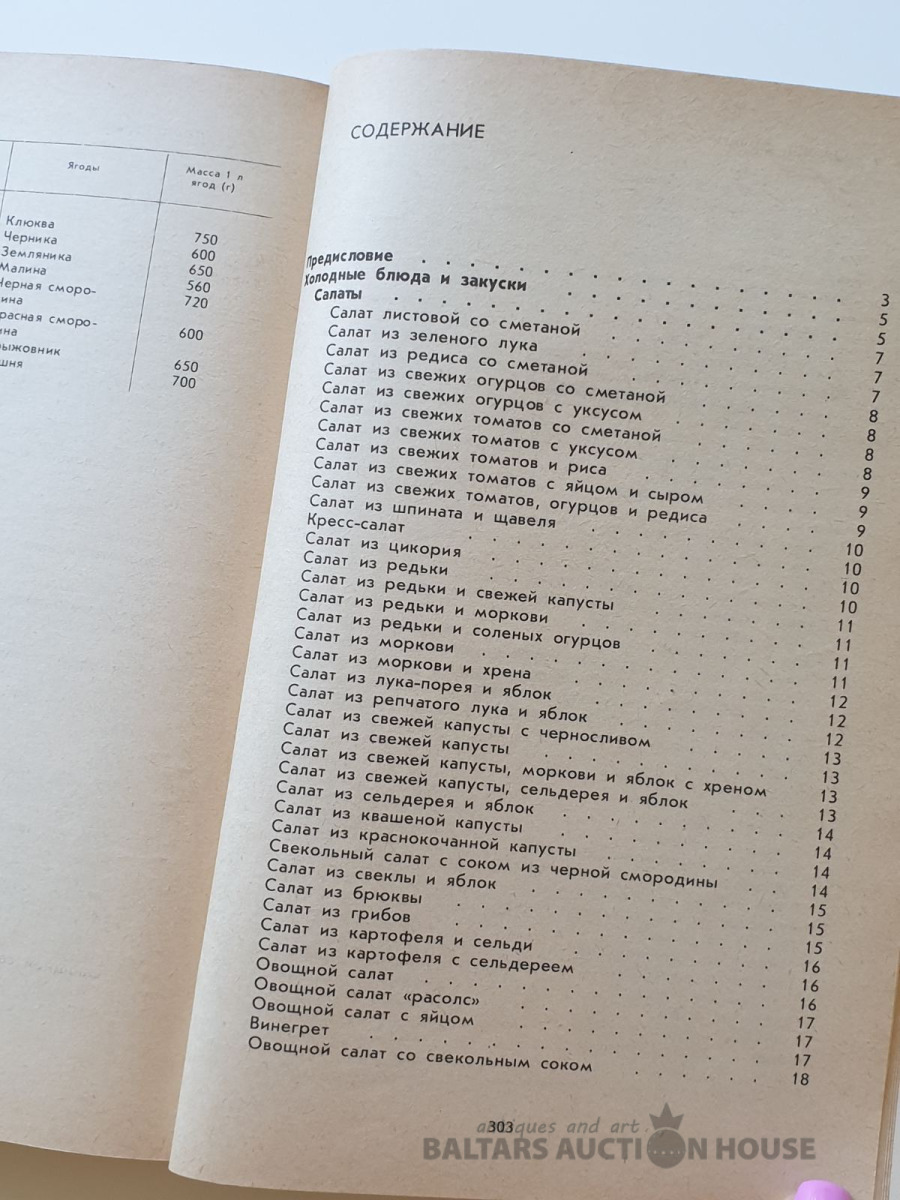 Ягоды Масса 1 л
ягод (г)
Клюква 750
Черника 600
Земляника 650
Малина 560
Черная сморо-
ина 720
расная сморо-
ина 600
ыжовник 650
шня 700
СОДЕРЖАНИЕ
Предисловие . . . . . . . . . . . . . . 3
Холодные блюда и закуски . . . . . . . . . 5
Салаты . . . . . . . . . . . . . . . 5
Салат листовой со сметаной . . . . . . . . 7
Салат из зеленого лука . . . . . . . . . 7
Салат из редиса со сметаной . . . . . . . 7
Салат из свежих огурцов со сметаной . . . . . 8
Салат из свежих огурцов с уксусом . . . . . 8
Салат из свежих томатов со сметаной . . . . . 8
Салат из свежих томатов с уксусом . . . . . 8
Салат из свежих томатов и риса . . . . . . 9
Салат из свежих томатов с яйцом и сыром . . . . 9
Салат из свежих томатов, огурцов и редиса . . . 9
Салат из шпината и щавеля . . . . . . . . 10
Кресс-салат . . . . . . . . . . . . 10
Салат из цикория . . . . . . . . . . . 10
Салат из редьки . . . . . . . . . . . 10
Салат из редьки и свежей капусты . . . . . . 11
Салат из редьки и моркови . . . . . . . . 11
Салат из редьки и соленых огурцов . . . . . . 11
Салат из моркови . . . . . . . . . . . 11
Салат из моркови и хрена . . . . . . . . 12
Салат из лука-порея и яблок . . . . . . . 12
Салат из репчатого лука и яблок . . . . . . 12
Салат из свежей капусты с черносливом . . . . 13
Салат из свежей капусты . . . . . . . . . 13
Салат из свежей капусты, моркови и яблок с хреном 13
Салат из свежей капусты, сельдерея и яблок . . . 13
Салат из сельдерея и яблок . . . . . . . . 14
Салат из квашеной капусты . . . . . . . . 14
Салат из краснокочанной капусты . . . . . . 14
Свекольный салат с соком из черной смородины . . 14
Салат из свеклы и яблок . . . . . . . . . 15
Салат из брюквы . . . . . . . . . . . 15
Салат из грибов . . . . . . . . . . . 15
Салат из картофеля и сельди . . . . . . . 16
Салат из картофеля с сельдереем . . . . . . 16
Овощной салат . . . . . . . . . . . . 16
Овощной салат «расолс» . . . . . . . . . 17
Овощной салат с яйцом . . . . . . . . . 17
Винегрет . . . . . . . . . . . . . . 17
Овощной салат со свекольным соком . . . . . 18
303
antiques and art
BALTARS AUCTION HOUSE